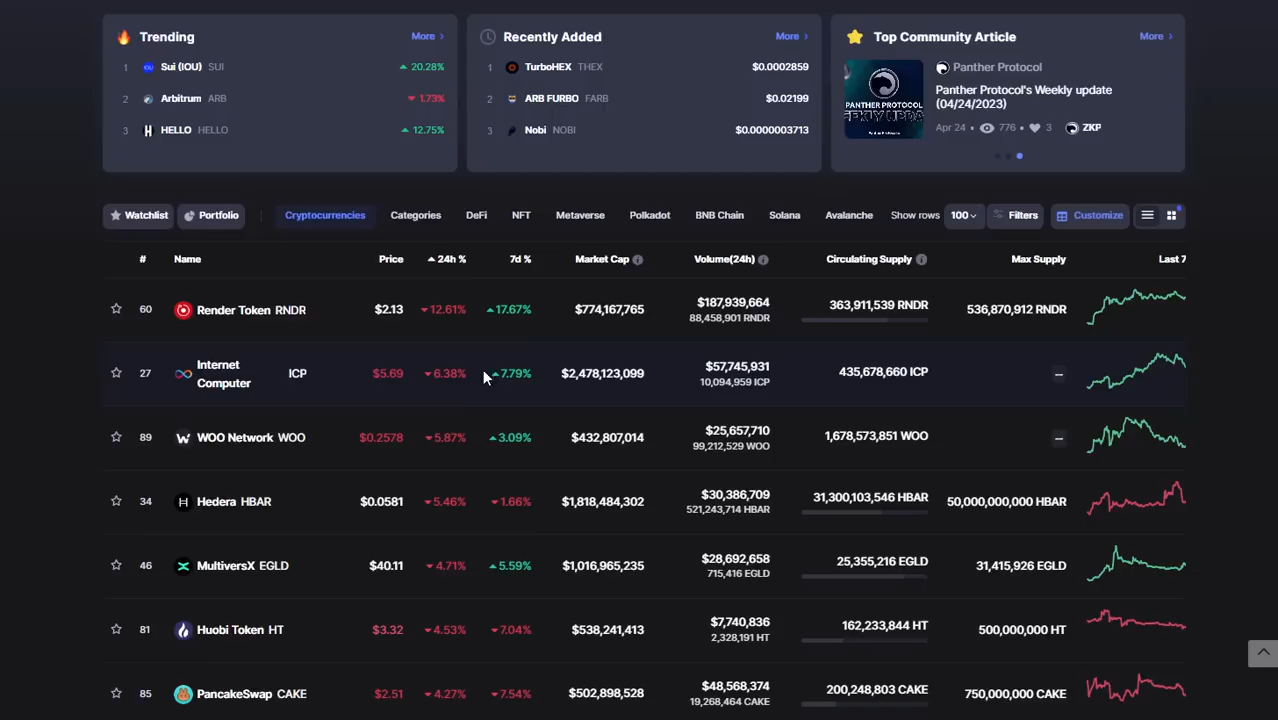 Trending More
1 Sui (IOU) SUI 20.28%
2 Arbitrum ARB 1.73%
3 HELLO HELLO 12.75%
Recently Added More
1 TurboHEX THEX $0.0002859
2 ARB FURBO FARB $0.02199
3 Nobi NOBI $0.0000003713
Top Community Article More
PANTHER PROTOCOL
Panther Protocol
Panther Protocol's Weekly update
(04/24/2023)
Apr 24 • 776 • 3 ZKP
Watchlist Portfolio Cryptocurrencies Categories DeFi NFT Metaverse Polkadot BNB Chain Solana Avalanche Show rows 100 Filters Customize
# Name Price 24h % 7d % Market Cap Volume(24h) Circulating Supply Max Supply Last 7
60 Render Token RNDR $2.13 12.61% 17.67% $774,167,765 $187,939,664 363,911,539 RNDR 536,870,912 RNDR
88,458,901 RNDR
27 Internet ICP $5.69 6.38% 7.79% $2,478,123,099 $57,745,931 435,678,660 ICP --
Computer 10,094,959 ICP
89 WOO Network WOO $0.2578 5.87% 3.09% $432,807,014 $25,657,710 1,678,573,851 WOO --
99,212,529 WOO
34 Hedera HBAR $0.0581 5.46% 1.66% $1,818,484,302 $30,386,709 31,300,103,546 HBAR 50,000,000,000 HBAR
521,243,714 HBAR
46 MultiversX EGLD $40.11 4.71% 5.59% $1,016,965,235 $28,692,658 25,355,216 EGLD 31,415,926 EGLD
715,416 EGLD
81 Huobi Token HT $3.32 4.53% 7.04% $538,241,413 $7,740,836 162,233,844 HT 500,000,000 HT
2,328,191 HT
85 PancakeSwap CAKE $2.51 4.27% 7.54% $502,898,528 $48,568,374 200,248,803 CAKE 750,000,000 CAKE
19,268,464 CAKE